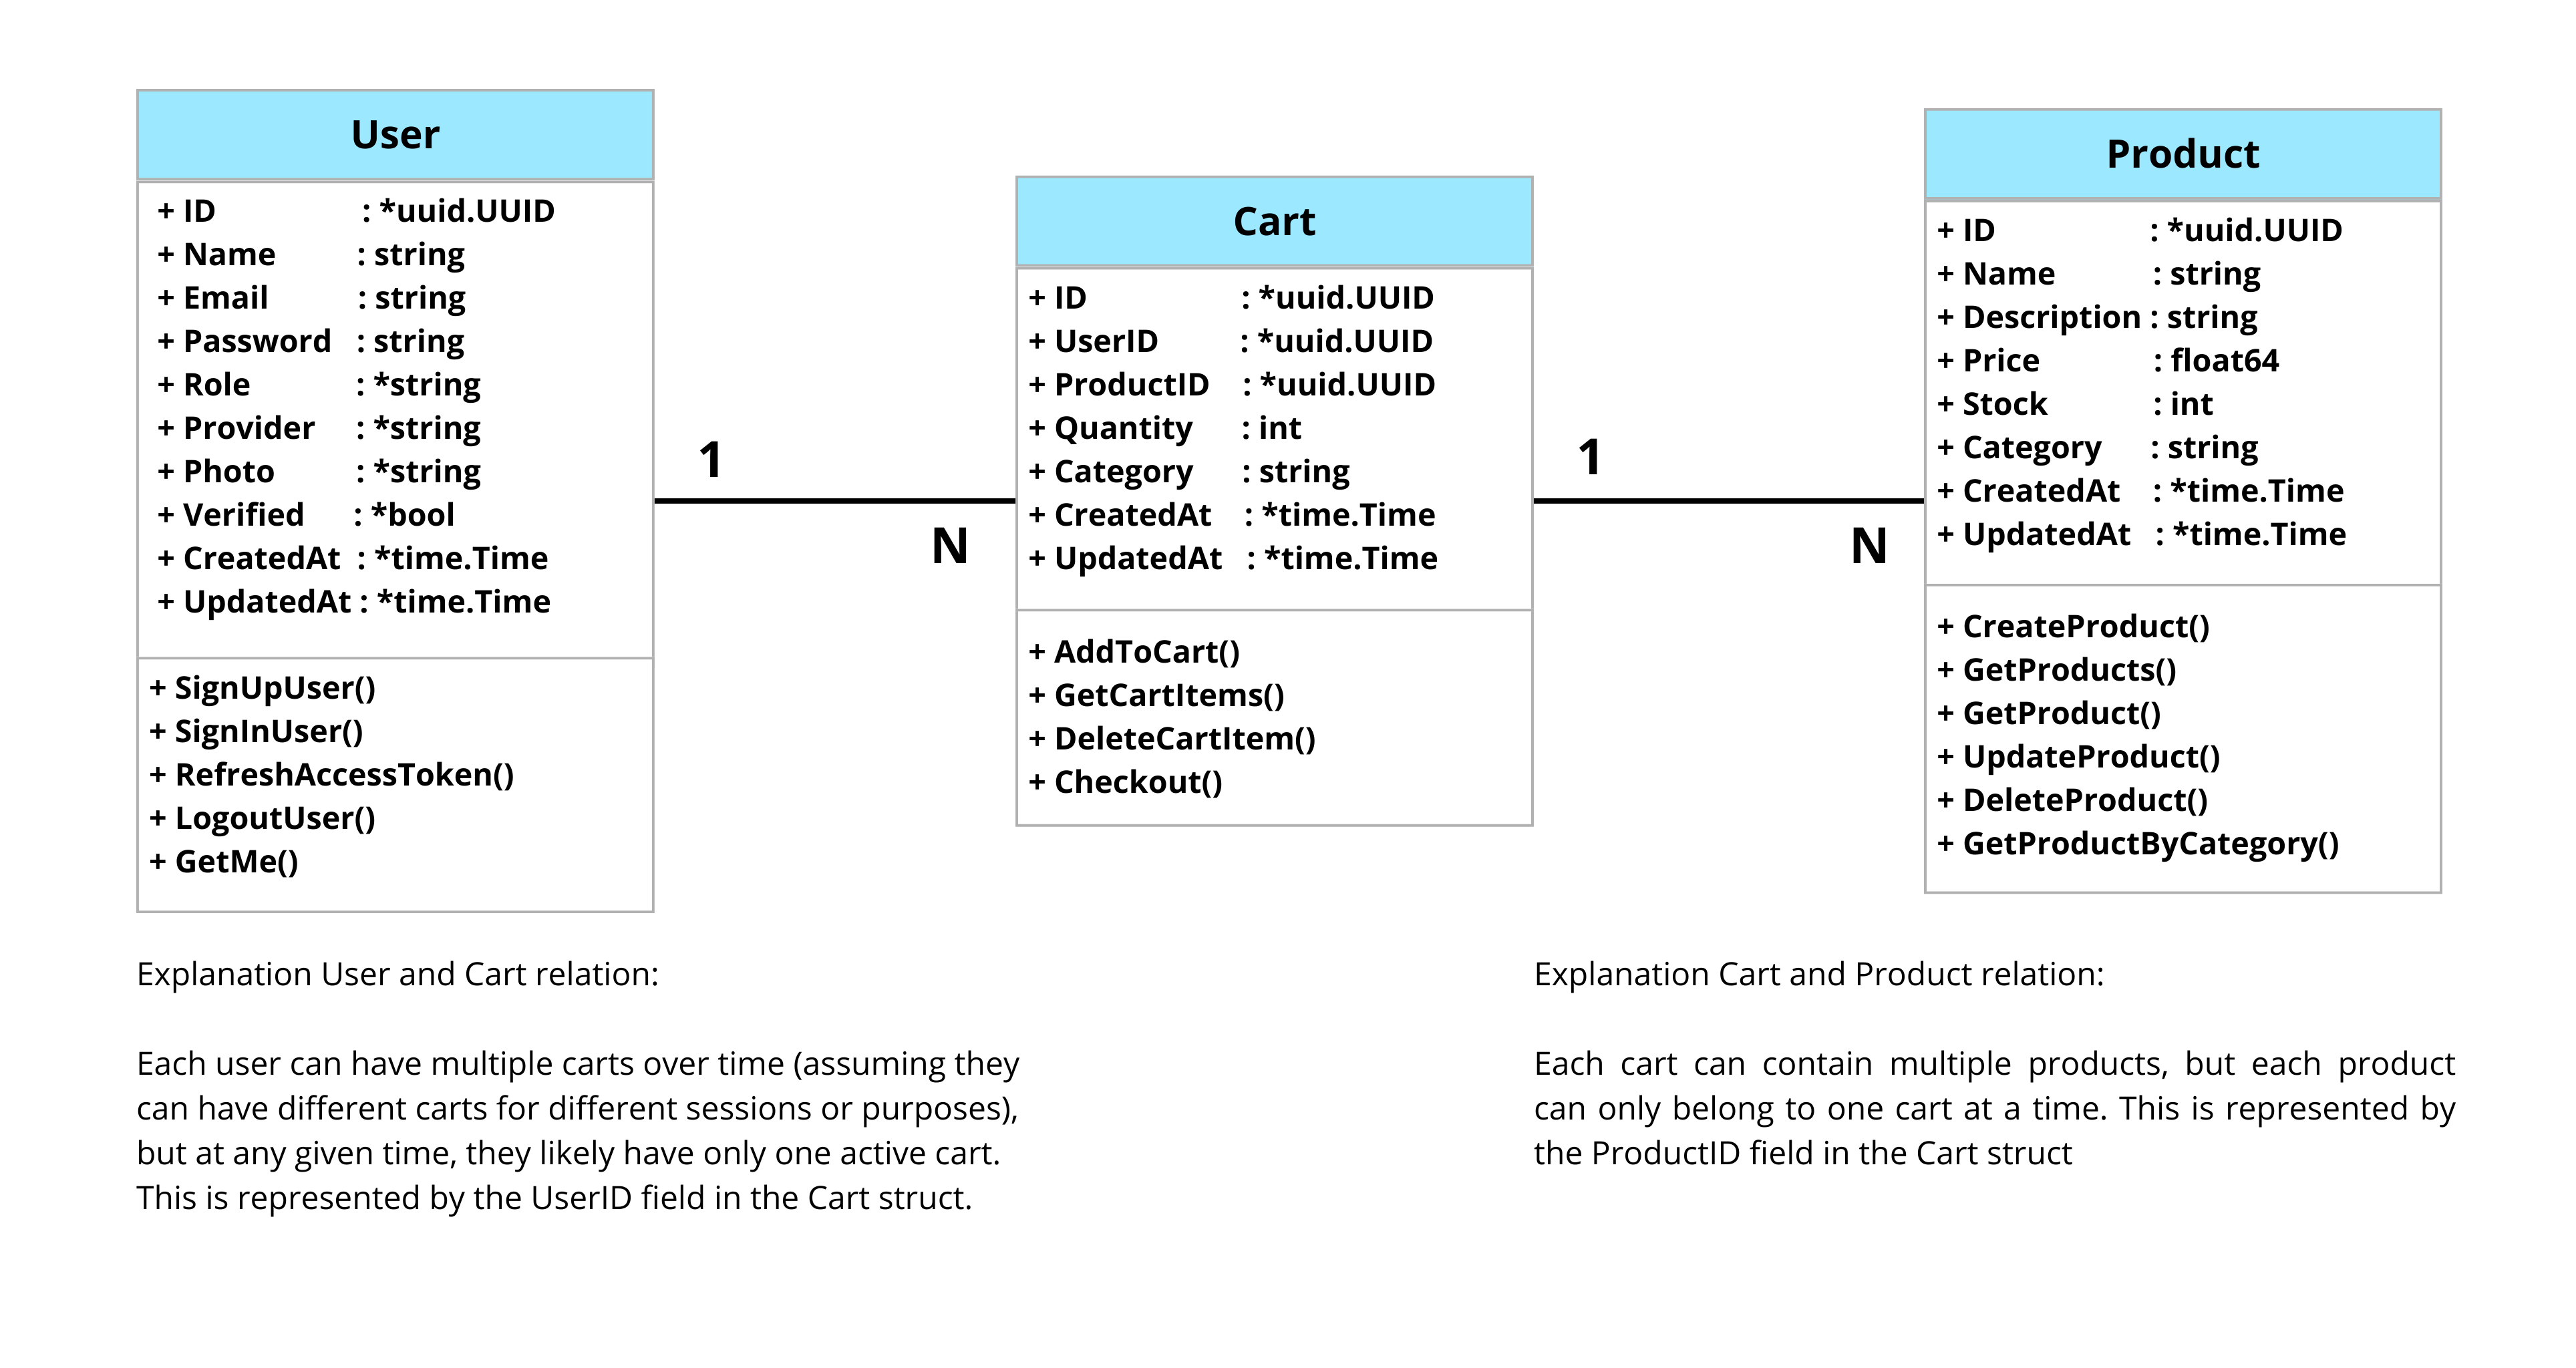 User
+ ID : *uuid.UUID
+ Name : string
+ Email : string
+ Password : string
+ Role : *string
+ Provider : *string
+ Photo : *string
+ Verified : *bool
+ CreatedAt : *time.Time
+ UpdatedAt : *time.Time
+ SignUpUser()
+ SignInUser()
+ RefreshAccessToken()
+ LogoutUser()
+ GetMe()
1
N
Cart
+ ID : *uuid.UUID
+ UserID : *uuid.UUID
+ ProductID : *uuid.UUID
+ Quantity : int
+ Category : string
+ CreatedAt : *time.Time
+ UpdatedAt : *time.Time
+ AddToCart()
+ GetCartItems()
+ DeleteCartItem()
+ Checkout()
1
N
Product
+ ID : *uuid.UUID
+ Name : string
+ Description : string
+ Price : float64
+ Stock : int
+ Category : string
+ CreatedAt : *time.Time
+ UpdatedAt : *time.Time
+ CreateProduct()
+ GetProducts()
+ GetProduct()
+ UpdateProduct()
+ DeleteProduct()
+ GetProductByCategory()
Explanation User and Cart relation:
Each user can have multiple carts over time (assuming they
can have different carts for different sessions or purposes),
but at any given time, they likely have only one active cart.
This is represented by the UserID field in the Cart struct.
Explanation Cart and Product relation:
Each cart can contain multiple products, but each product
can only belong to one cart at a time. This is represented by
the ProductID field in the Cart struct